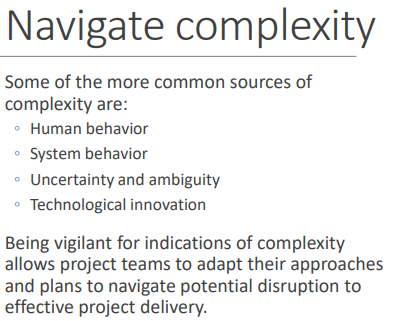 Navigate complexity
Some of the more common sources of
complexity are:
◦ Human behavior
◦ System behavior
◦ Uncertainty and ambiguity
◦ Technological innovation
Being vigilant for indications of complexity
allows project teams to adapt their approaches
and plans to navigate potential disruption to
effective project delivery.